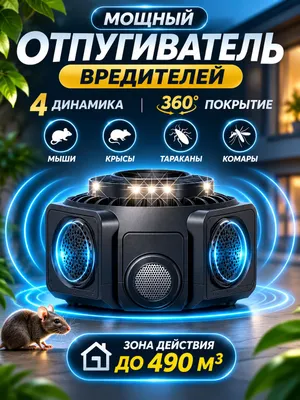 МОЩНЫЙ
ОТПУГИВАТЕЛЬ
ВРЕДИТЕЛЕЙ
4 ДИНАМИКА | 360° ПОКРЫТИЕ
МЫШИ КРЫСЫ ТАРАКАНЫ КОМАРЫ
ЗОНА ДЕЙСТВИЯ
ДО 490 М³